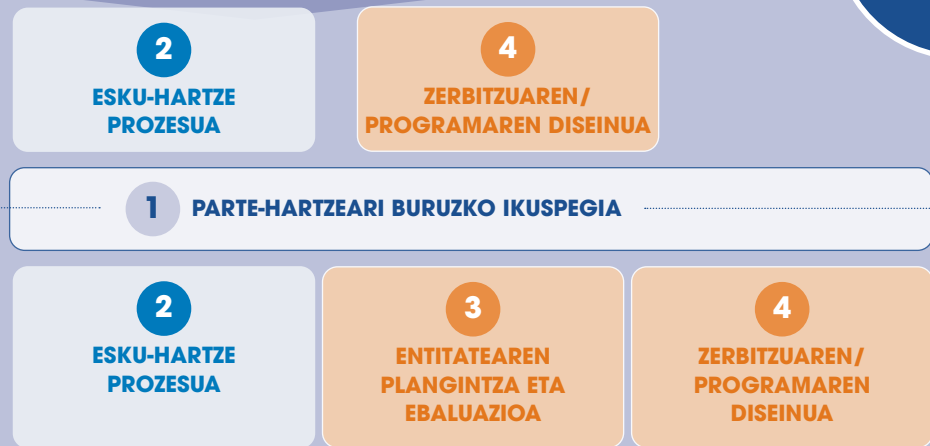 2
ESKU-HARTZE
PROZESUA
4
ZERBITZUAREN/
PROGRAMAREN DISEINUA
1 PARTE-HARTZEARI BURUZKO IKUSPEGIA
2
ESKU-HARTZE
PROZESUA
3
ENTITATEAREN
PLANGINTZA ETA
EBALUAZIOA
4
ZERBITZUAREN/
PROGRAMAREN
DISEINUA